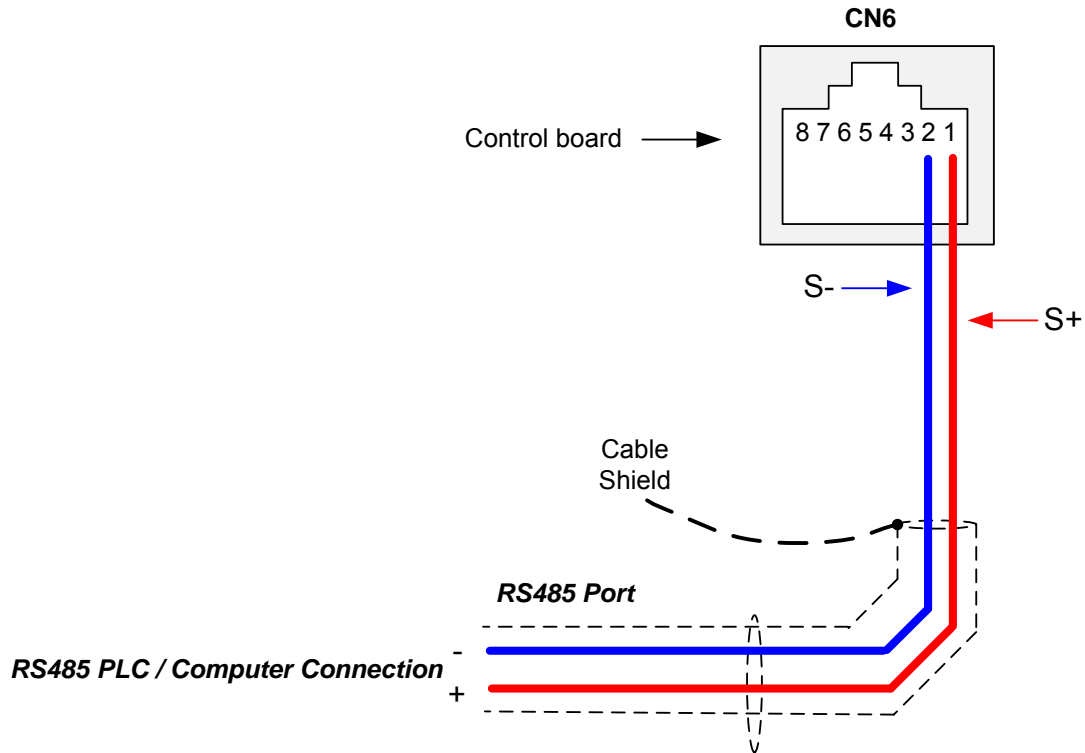 CN6
Control board
8 7 6 5 4 3 2 1
S-
S+
Cable
Shield
RS485 Port
RS485 PLC / Computer Connection
-
+